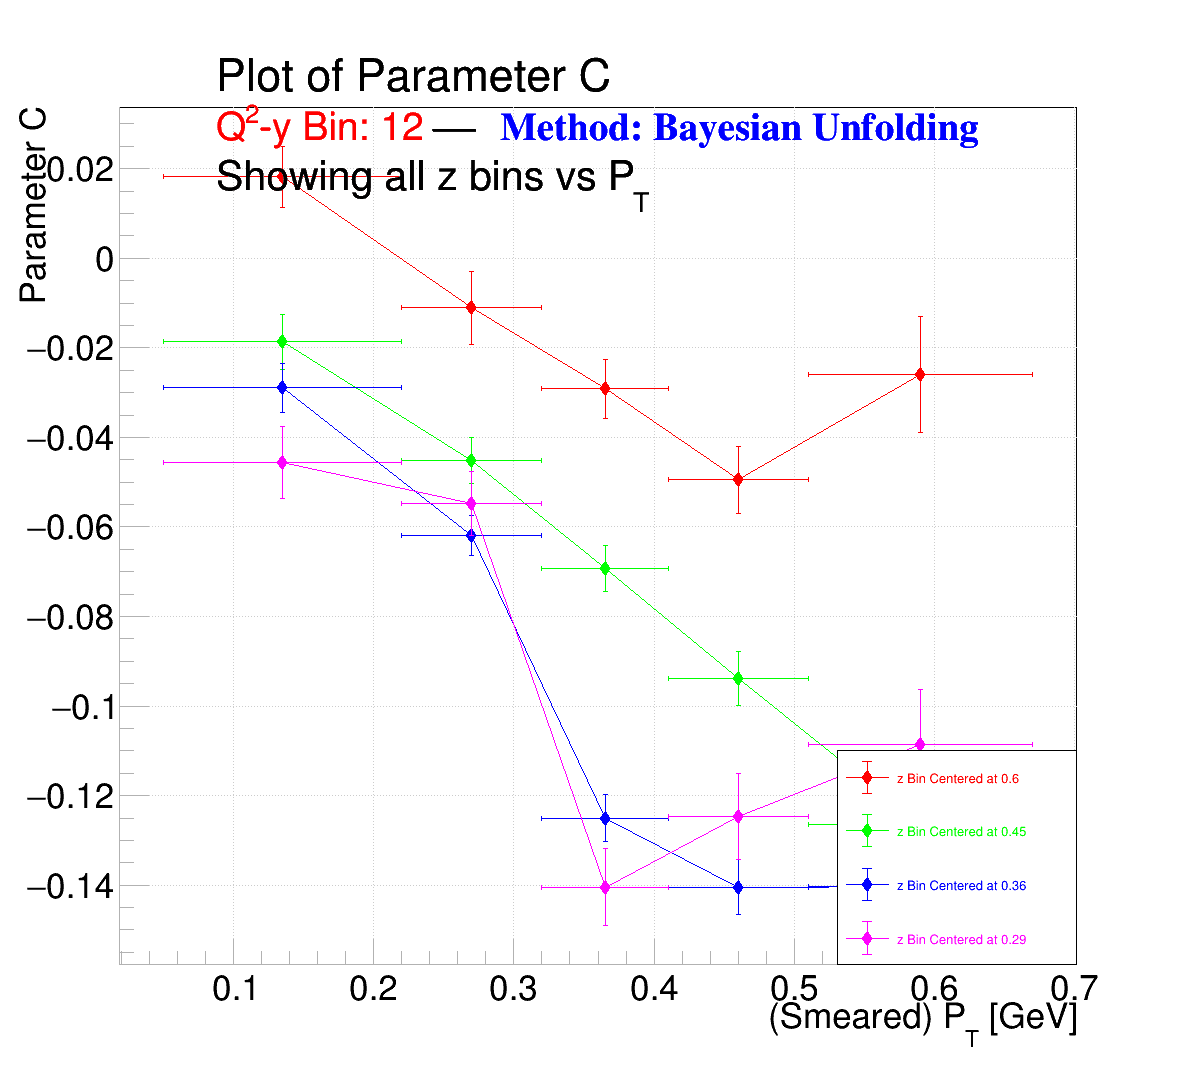 Plot of Parameter C
Q²-y Bin: 12 — Method: Bayesian Unfolding
Showing all z bins vs P_T
Parameter C
0.02
0
−0.02
−0.04
−0.06
−0.08
−0.1
−0.12
−0.14
z Bin Centered at 0.6
z Bin Centered at 0.45
z Bin Centered at 0.36
z Bin Centered at 0.29
0.1 0.2 0.3 0.4 0.5 0.6 0.7
(Smeared) P_T [GeV]